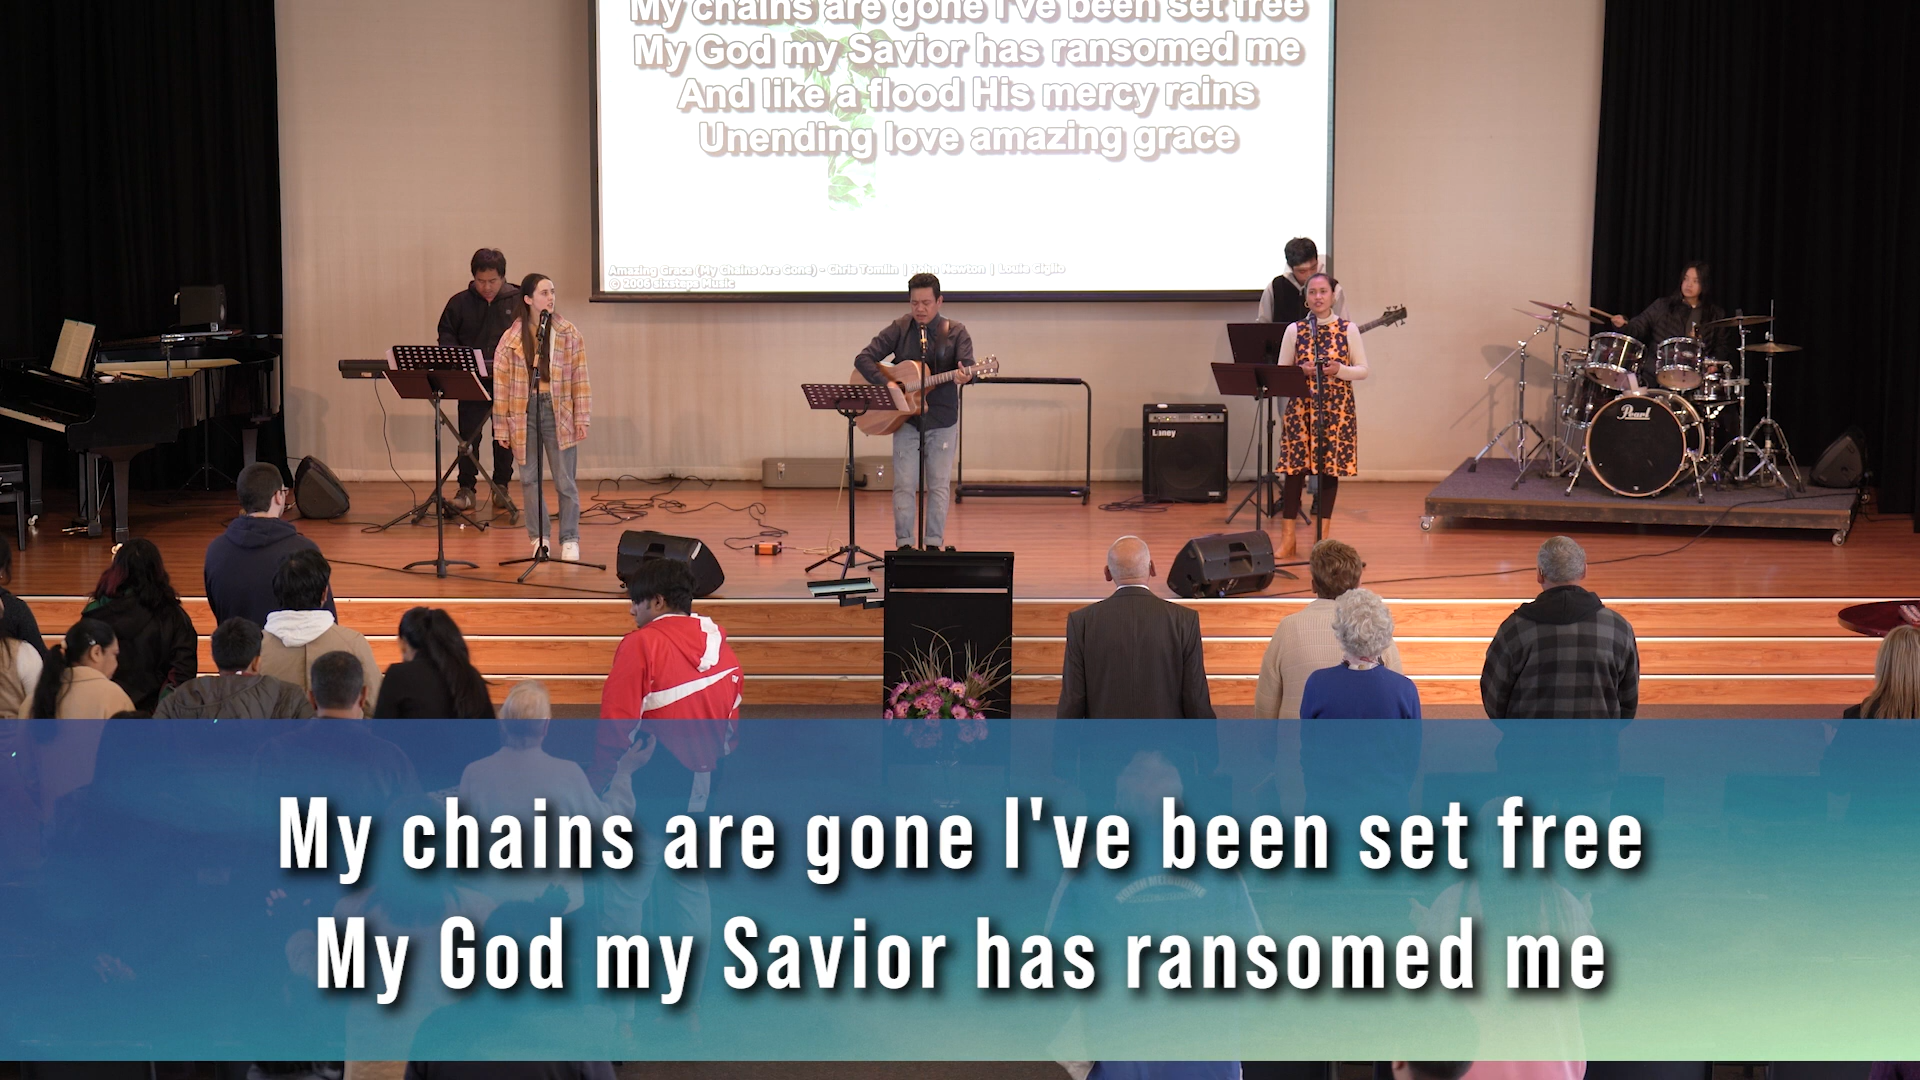 My chains are gone I've been set free
My God my Savior has ransomed me
And like a flood His mercy rains
Unending love amazing grace
Amazing Grace (My Chains Are Gone) - Chris Tomlin | John Newton | Louie Giglio
© 2006 sixsteps Music
Laney
Pearl
My chains are gone I've been set free
My God my Savior has ransomed me
NORTH MELBOURNE